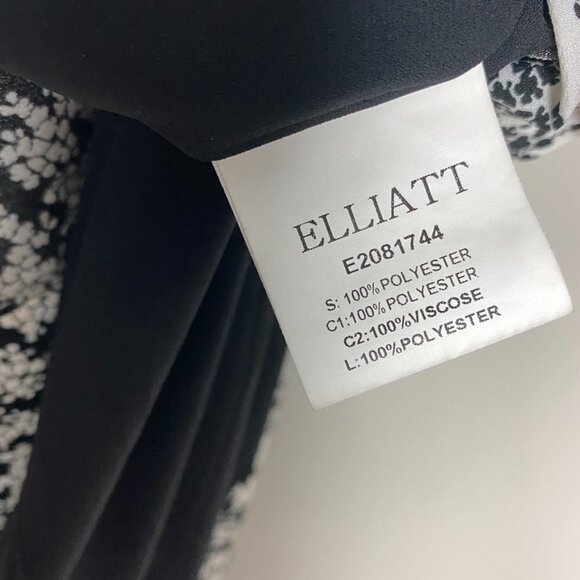 ELLIATT
E2081744
S: 100%POLYESTER
C1:100%POLYESTER
C2:100%VISCOSE
L:100%POLYESTER